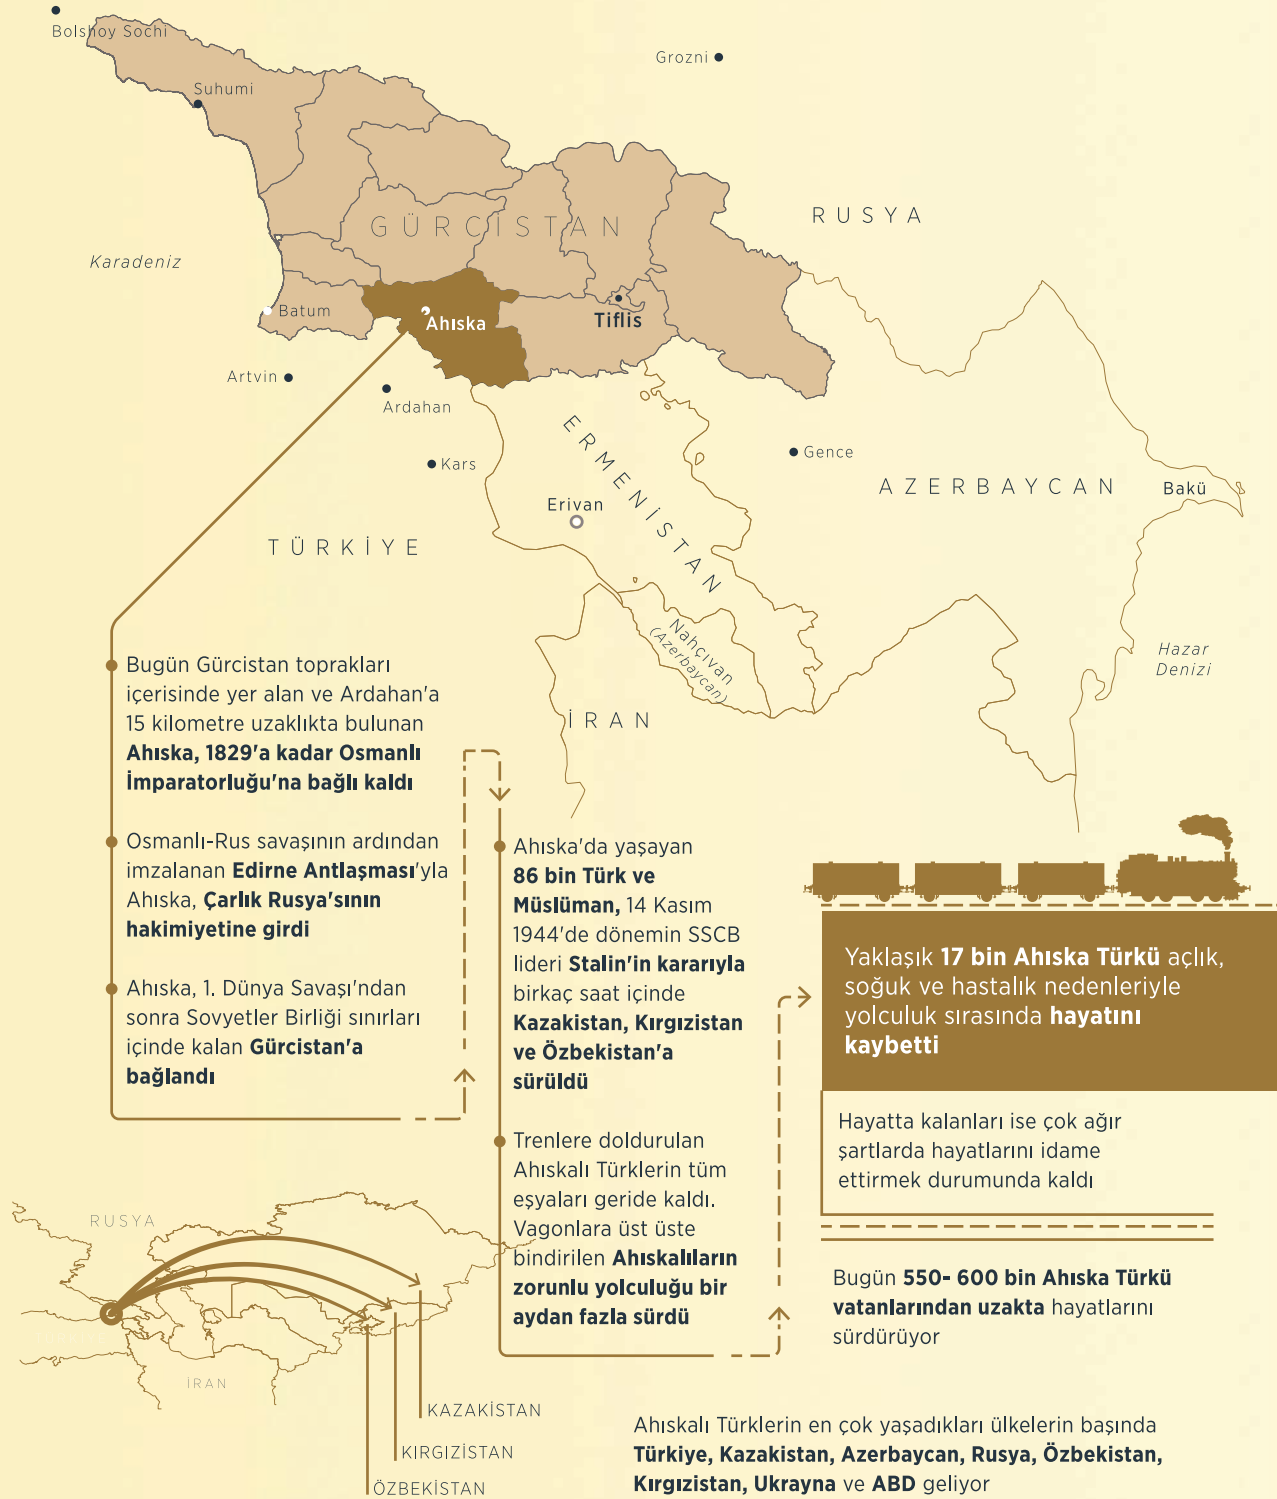 Bolshoy Sochi
Grozni
Suhumi
RUSYA
GÜRCİSTAN
Karadeniz
Batum
Ahıska
Tiflis
Artvin
Ardahan
Kars
ERMENİSTAN
Gence
AZERBAYCAN
Bakü
Erivan
TÜRKİYE
Nahçıvan
(Azerbaycan)
Hazar
Denizi
İRAN
Bugün Gürcistan toprakları
içerisinde yer alan ve Ardahan'a
15 kilometre uzaklıkta bulunan
Ahıska, 1829'a kadar Osmanlı
İmparatorluğu'na bağlı kaldı
Osmanlı-Rus savaşının ardından
imzalanan Edirne Antlaşması'yla
Ahıska, Çarlık Rusya'sının
hakimiyetine girdi
Ahıska, 1. Dünya Savaşı'ndan
sonra Sovyetler Birliği sınırları
içinde kalan Gürcistan'a
bağlandı
Ahıska'da yaşayan
86 bin Türk ve
Müslüman, 14 Kasım
1944'de dönemin SSCB
lideri Stalin'in kararıyla
birkaç saat içinde
Kazakistan, Kırgızistan
ve Özbekistan'a
sürüldü
Trenlere doldurulan
Ahıskalı Türklerin tüm
eşyaları geride kaldı.
Vagonlara üst üste
bindirilen Ahıskalıların
zorunlu yolculuğu bir
aydan fazla sürdü
Yaklaşık 17 bin Ahıska Türkü açlık,
soğuk ve hastalık nedenleriyle
yolculuk sırasında hayatını
kaybetti
Hayatta kalanları ise çok ağır
şartlarda hayatlarını idame
ettirmek durumunda kaldı
Bugün 550- 600 bin Ahıska Türkü
vatanlarından uzakta hayatlarını
sürdürüyor
RUSYA
TÜRKİYE
İRAN
KAZAKİSTAN
KIRGIZİSTAN
ÖZBEKİSTAN
Ahıskalı Türklerin en çok yaşadıkları ülkelerin başında
Türkiye, Kazakistan, Azerbaycan, Rusya, Özbekistan,
Kırgızistan, Ukrayna ve ABD geliyor